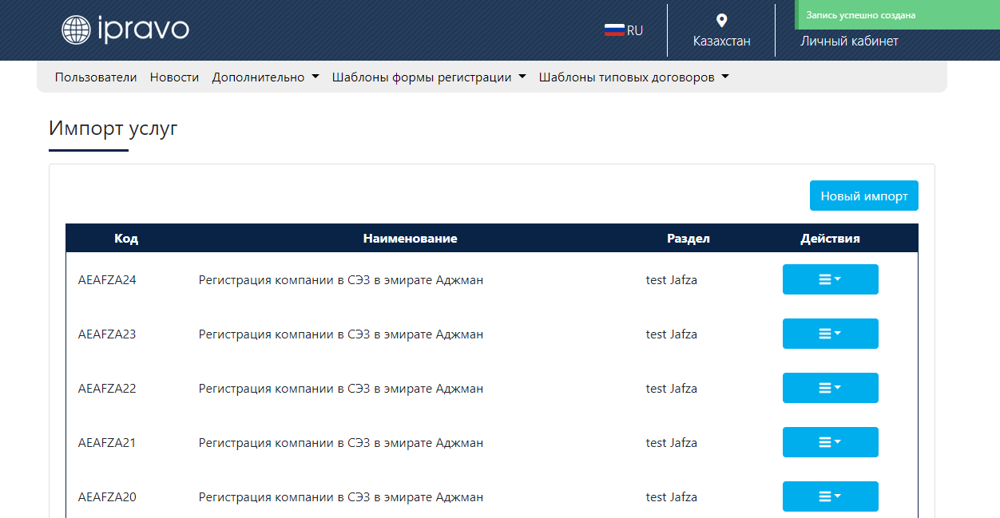 ipravo
RU
Казахстан
Запись успешно создана
Личный кабинет
Пользователи Новости Дополнительно Шаблоны формы регистрации Шаблоны типовых договоров
Импорт услуг
Новый импорт
Код Наименование Раздел Действия
AEAFZA24 Регистрация компании в СЭЗ в эмирате Аджман test Jafza
AEAFZA23 Регистрация компании в СЭЗ в эмирате Аджман test Jafza
AEAFZA22 Регистрация компании в СЭЗ в эмирате Аджман test Jafza
AEAFZA21 Регистрация компании в СЭЗ в эмирате Аджман test Jafza
AEAFZA20 Регистрация компании в СЭЗ в эмирате Аджман test Jafza